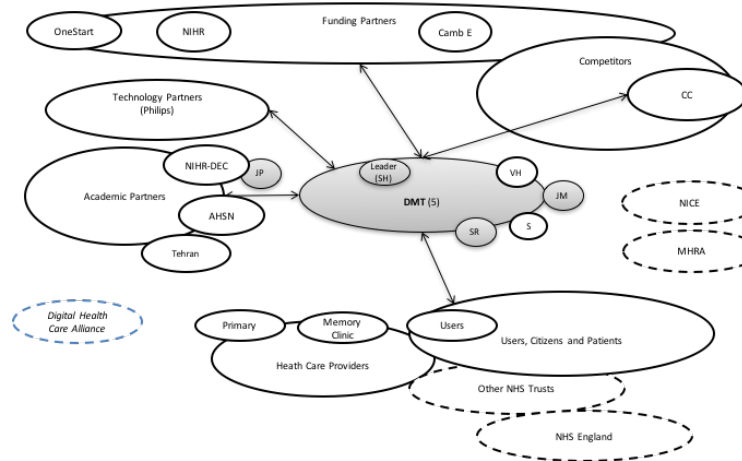 Funding Partners
OneStart
NIHR
Camb E
Competitors
CC
Technology Partners
(Philips)
NIHR-DEC
JP
Academic Partners
AHSN
Tehran
Leader
(SH)
VH
DMT (5)
JM
SR
S
NICE
MHRA
Digital Health
Care Alliance
Primary
Memory
Clinic
Users
Heath Care Providers
Users, Citizens and Patients
Other NHS Trusts
NHS England